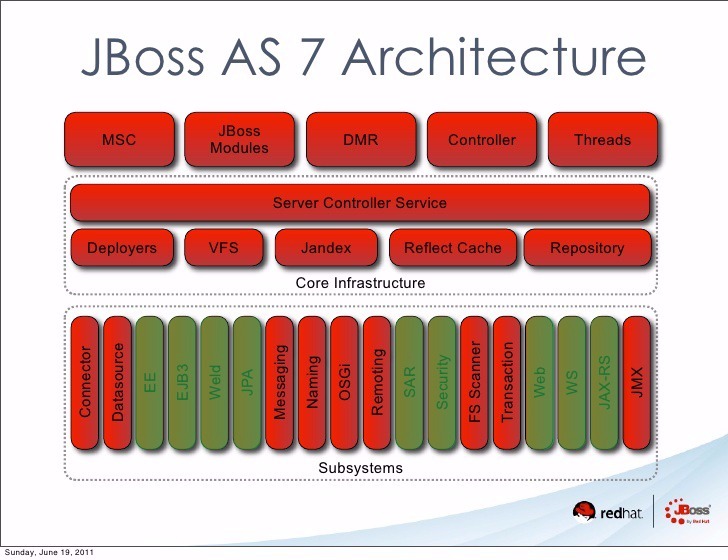 JBoss AS 7 Architecture
MSC
JBoss
Modules
DMR
Controller
Threads
Server Controller Service
Deployers
VFS
Jandex
Reflect Cache
Repository
Core Infrastructure
Connector
Datasource
EE
EJB3
Weld
JPA
Messaging
Naming
OSGi
Remoting
SAR
Security
FS Scanner
Transaction
Web
WS
JAX-RS
JMX
Subsystems
redhat.
JBoss
by Red Hat
Sunday, June 19, 2011